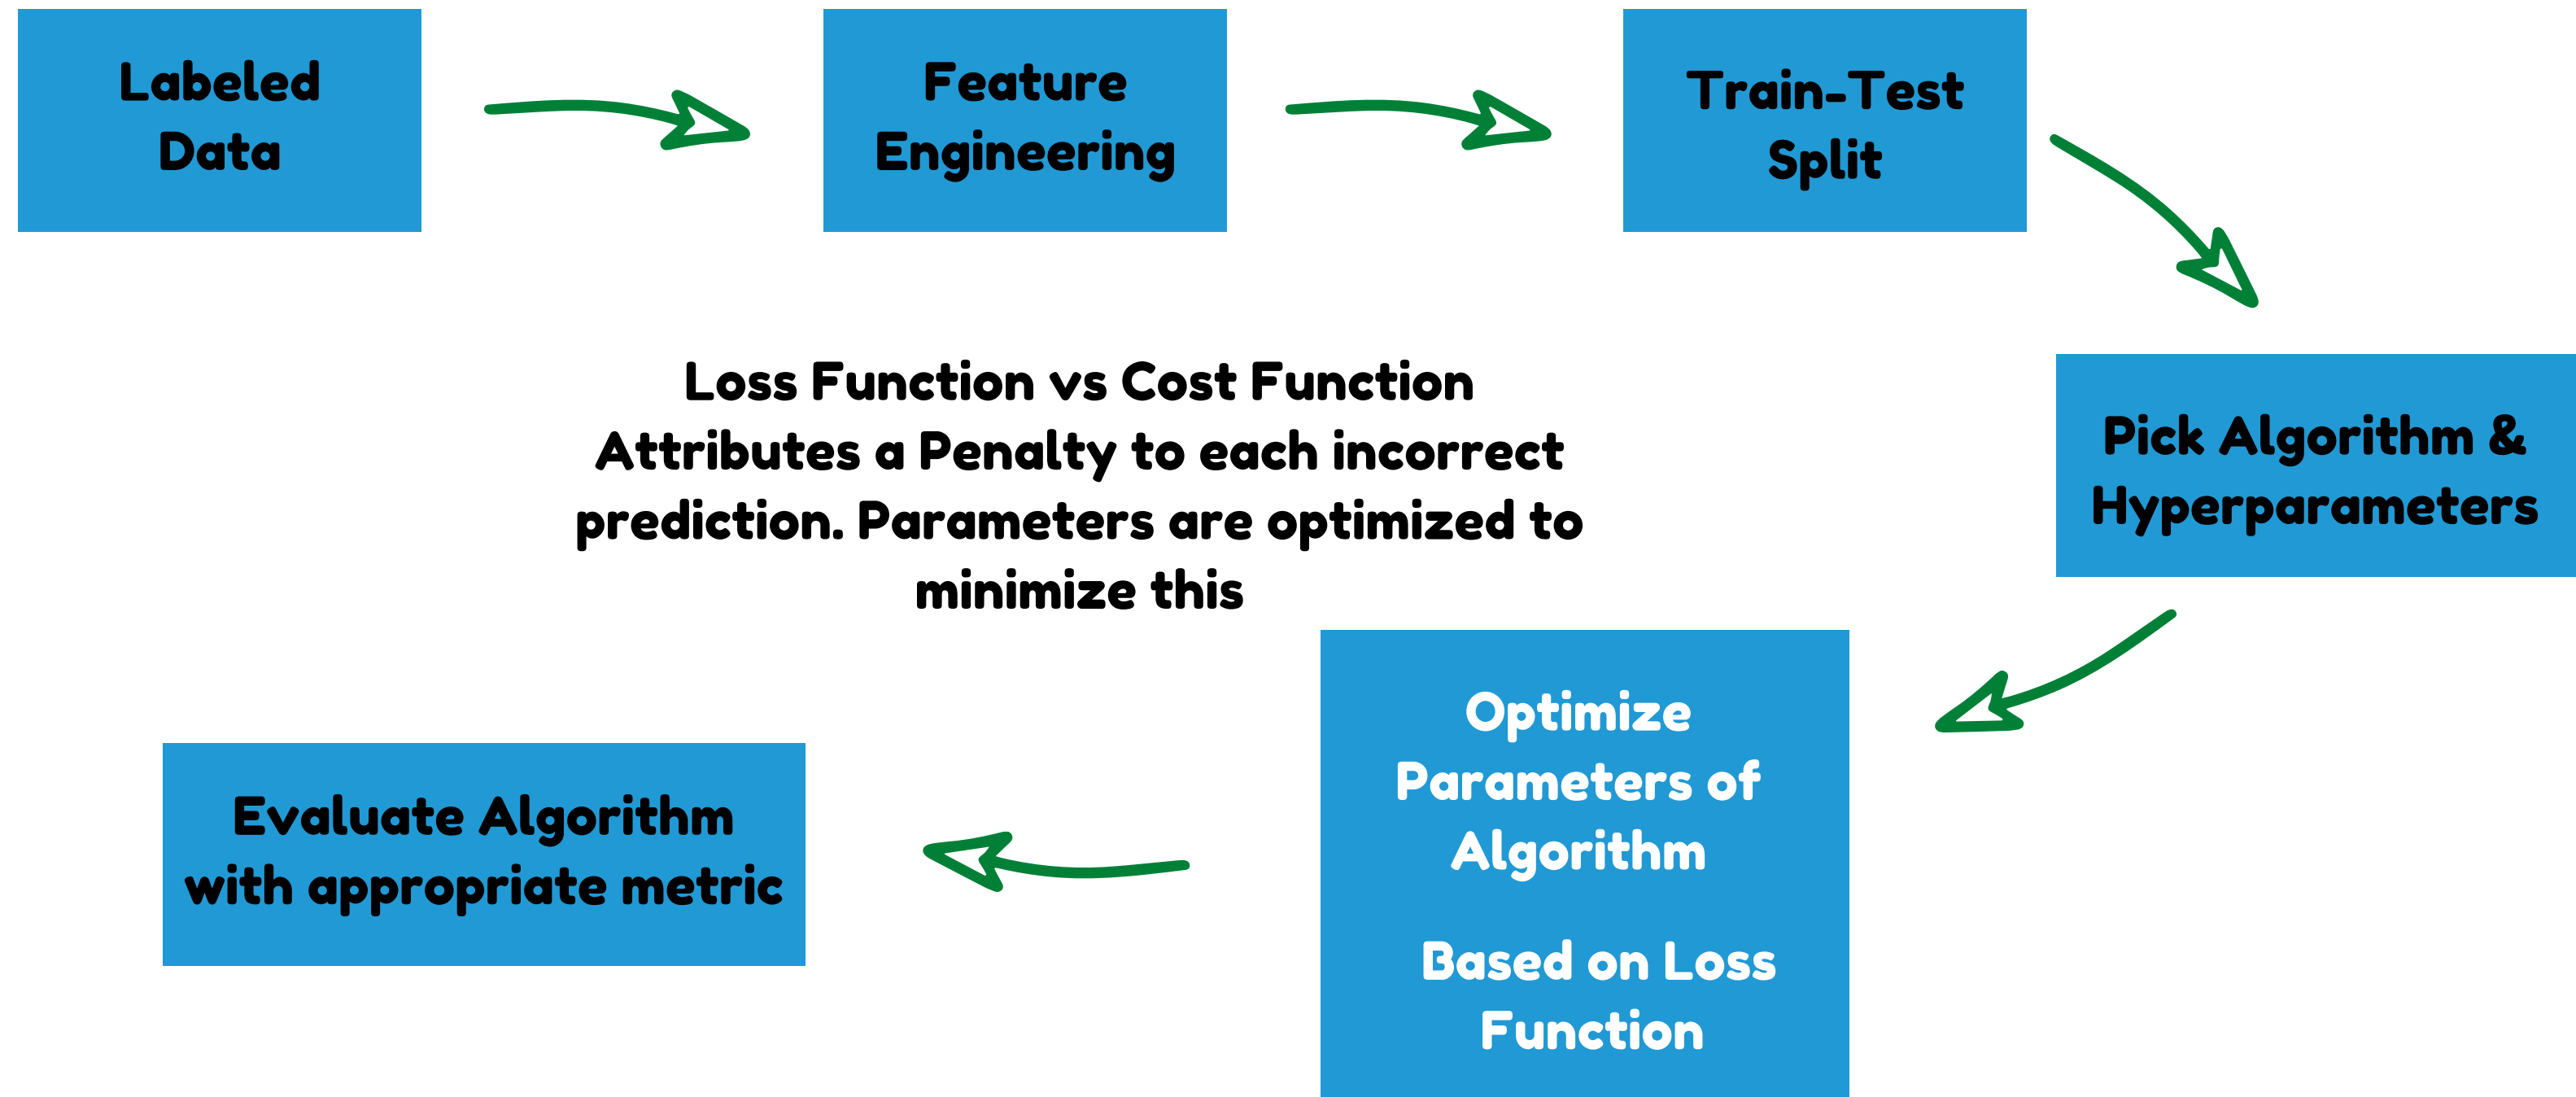 Labeled
Data
Feature
Engineering
Train-Test
Split
Loss Function vs Cost Function
Attributes a Penalty to each incorrect
prediction. Parameters are optimized to
minimize this
Pick Algorithm &
Hyperparameters
Optimize
Parameters of
Algorithm
Based on Loss
Function
Evaluate Algorithm
with appropriate metric